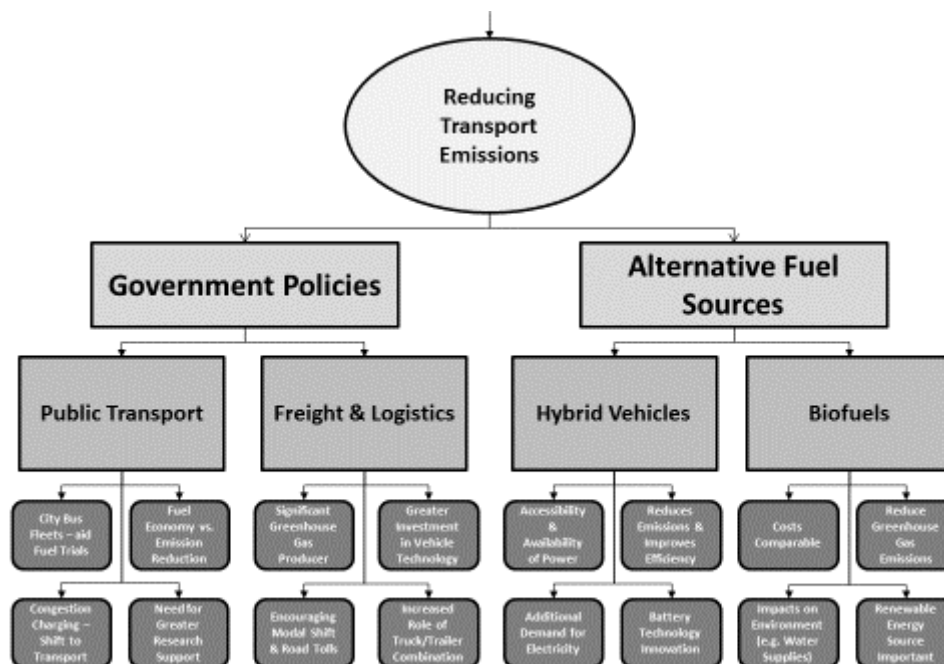 Reducing
Transport
Emissions
Government Policies
Alternative Fuel
Sources
Public Transport
Freight & Logistics
Hybrid Vehicles
Biofuels
City Bus
Fleets – aid
Fuel Trials
Fuel
Economy vs.
Emission
Reduction
Significant
Greenhouse
Gas
Producer
Greater
Investment
in Vehicle
Technology
Accessibility
&
Availability
of Power
Reduces
Emissions &
Improves
Efficiency
Costs
Comparable
Reduce
Greenhouse
Gas
Emissions
Congestion
Charging –
Shift to
Transport
Need for
Greater
Research
Support
Encouraging
Modal Shift
& Road Tolls
Increased
Role of
Truck/Trailer
Combination
Additional
Demand for
Electricity
Battery
Technology
Innovation
Impacts on
Environment
(e.g. Water
Supplies)
Renewable
Energy
Source
Important